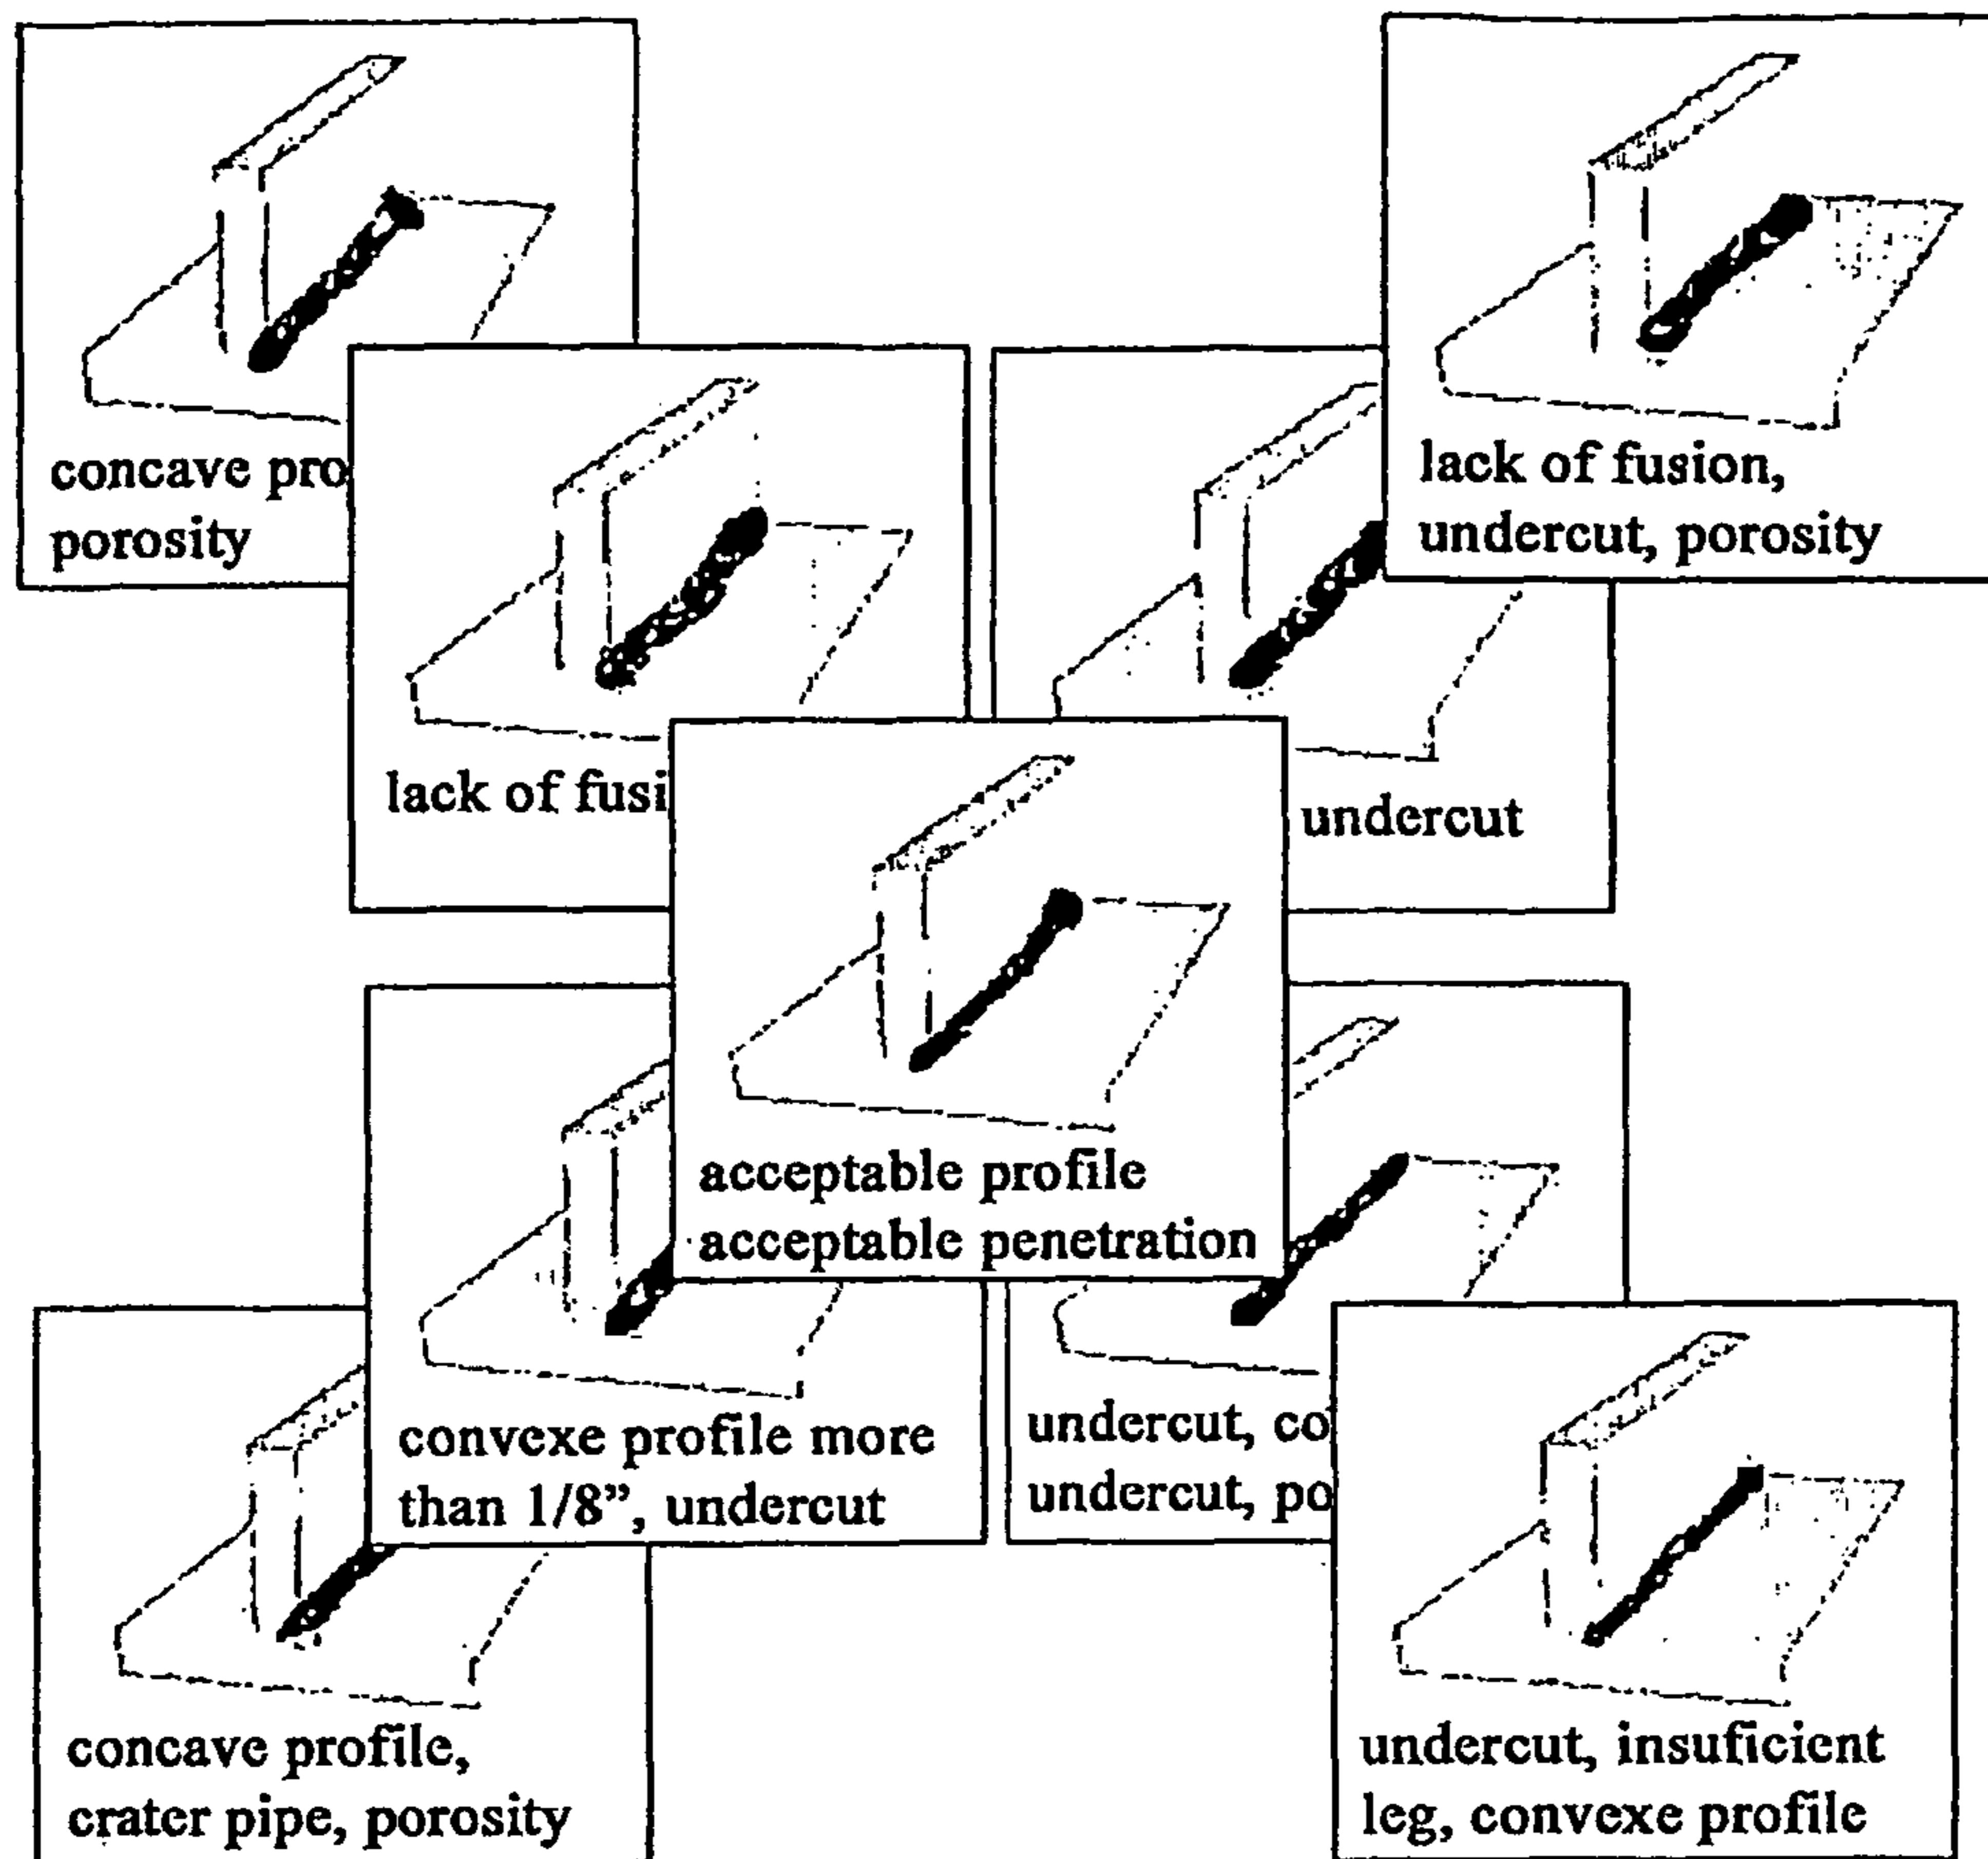 concave pro
porosity
lack of fusion,
undercut, porosity
lack of fusi
undercut
acceptable profile
acceptable penetration
convexe profile more
than 1/8”, undercut
undercut, co
undercut, po
concave profile,
crater pipe, porosity
undercut, insuficient
leg, convexe profile